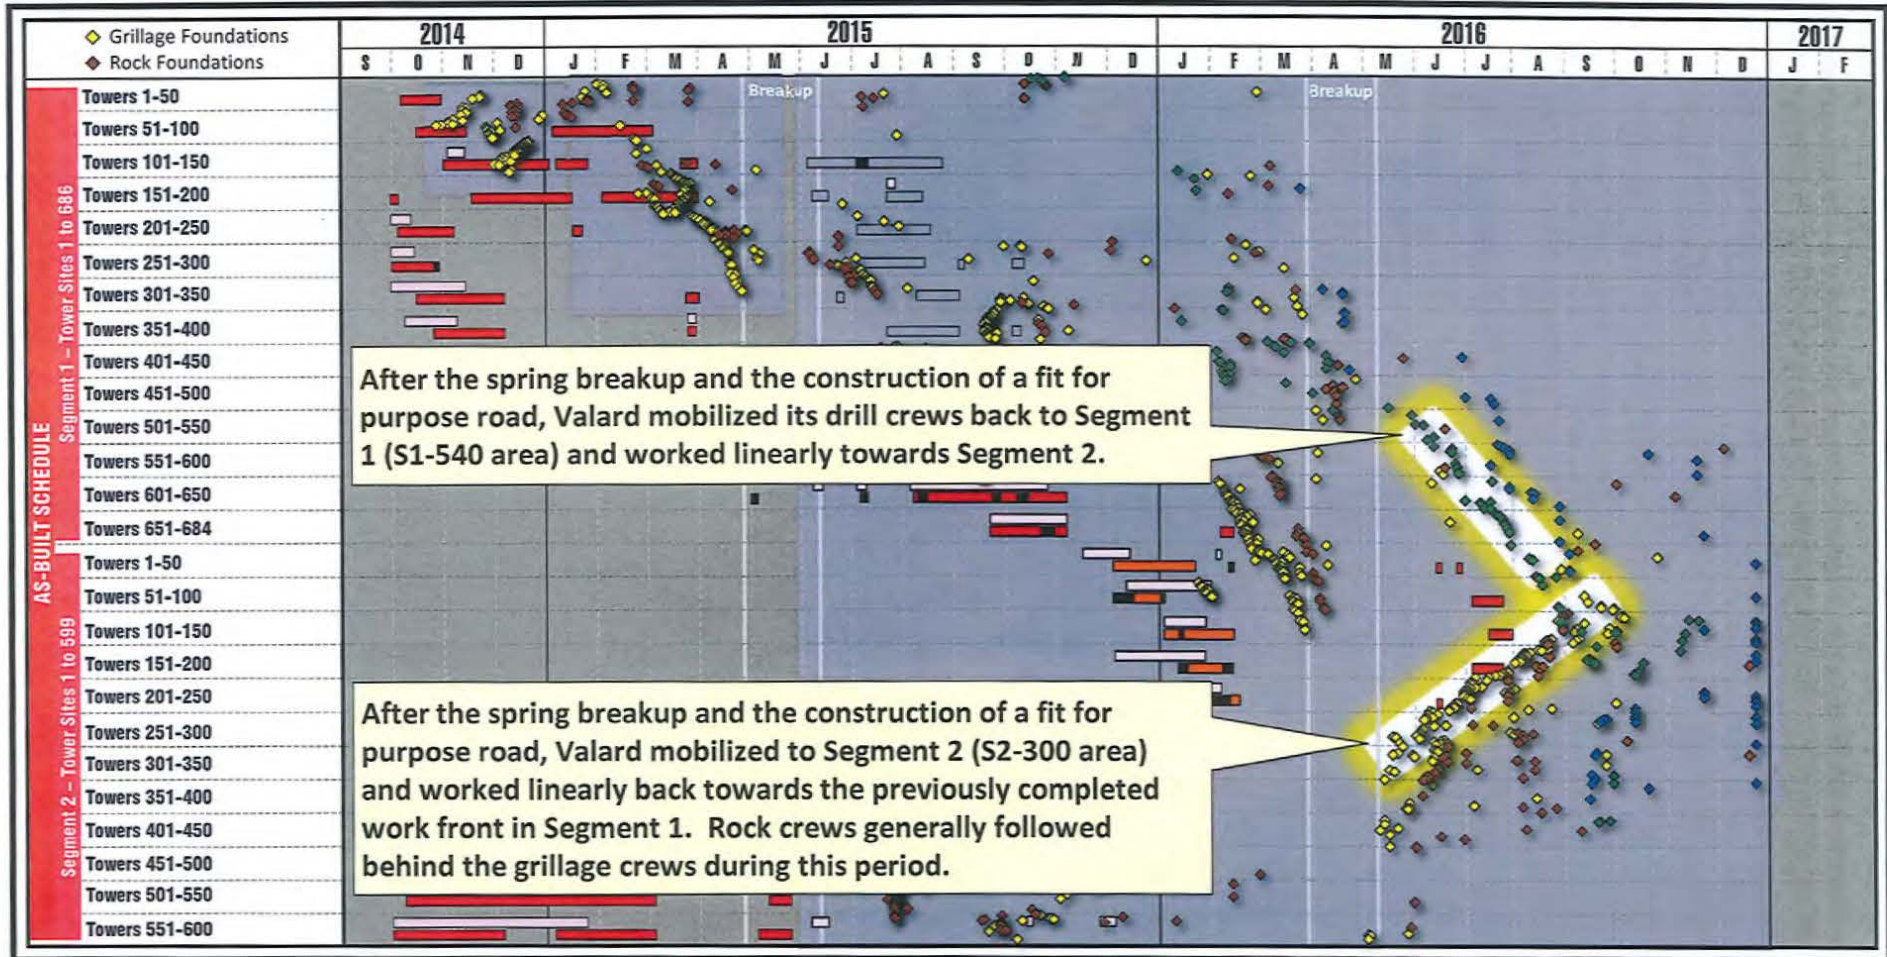 Grillage Foundations
Rock Foundations
2014 2015 2016 2017
S O N D J F M A M J J A S O N D J F M A M J J A S O N D J F
AS-BUILT SCHEDULE
Segment 1 – Tower Sites 1 to 686
Towers 1-50
Towers 51-100
Towers 101-150
Towers 151-200
Towers 201-250
Towers 251-300
Towers 301-350
Towers 351-400
Towers 401-450
Towers 451-500
Towers 501-550
Towers 551-600
Towers 601-650
Towers 651-684
Segment 2 – Tower Sites 1 to 599
Towers 1-50
Towers 51-100
Towers 101-150
Towers 151-200
Towers 201-250
Towers 251-300
Towers 301-350
Towers 351-400
Towers 401-450
Towers 451-500
Towers 501-550
Towers 551-600
Breakup
Breakup
After the spring breakup and the construction of a fit for
purpose road, Valard mobilized its drill crews back to Segment
1 (S1-540 area) and worked linearly towards Segment 2.
After the spring breakup and the construction of a fit for
purpose road, Valard mobilized to Segment 2 (S2-300 area)
and worked linearly back towards the previously completed
work front in Segment 1. Rock crews generally followed
behind the grillage crews during this period.